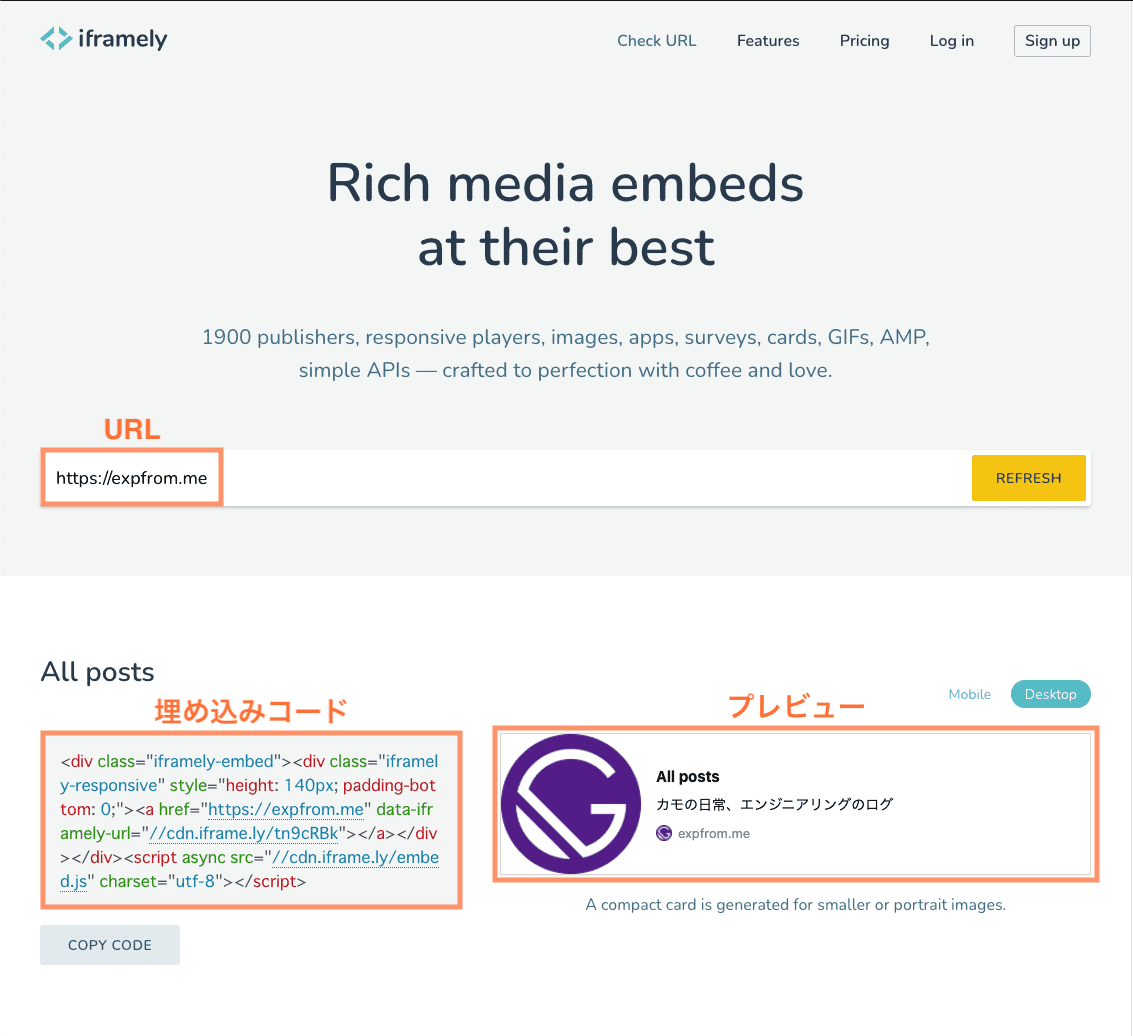 iframely
Check URL Features Pricing Log in Sign up
Rich media embeds
at their best
1900 publishers, responsive players, images, apps, surveys, cards, GIFs, AMP,
simple APIs — crafted to perfection with coffee and love.
URL
https://expfrom.me
REFRESH
All posts
埋め込みコード
<div class="iframely-embed"><div class="iframel
y-responsive" style="height: 140px; padding-bot
tom: 0;"><a href="https://expfrom.me" data-ifr
amely-url="//cdn.iframe.ly/tn9cRBk"></a></div
></div><script async src="//cdn.iframe.ly/embe
d.js" charset="utf-8"></script>
COPY CODE
プレビュー
Mobile Desktop
All posts
カモの日常、エンジニアリングのログ
expfrom.me
A compact card is generated for smaller or portrait images.